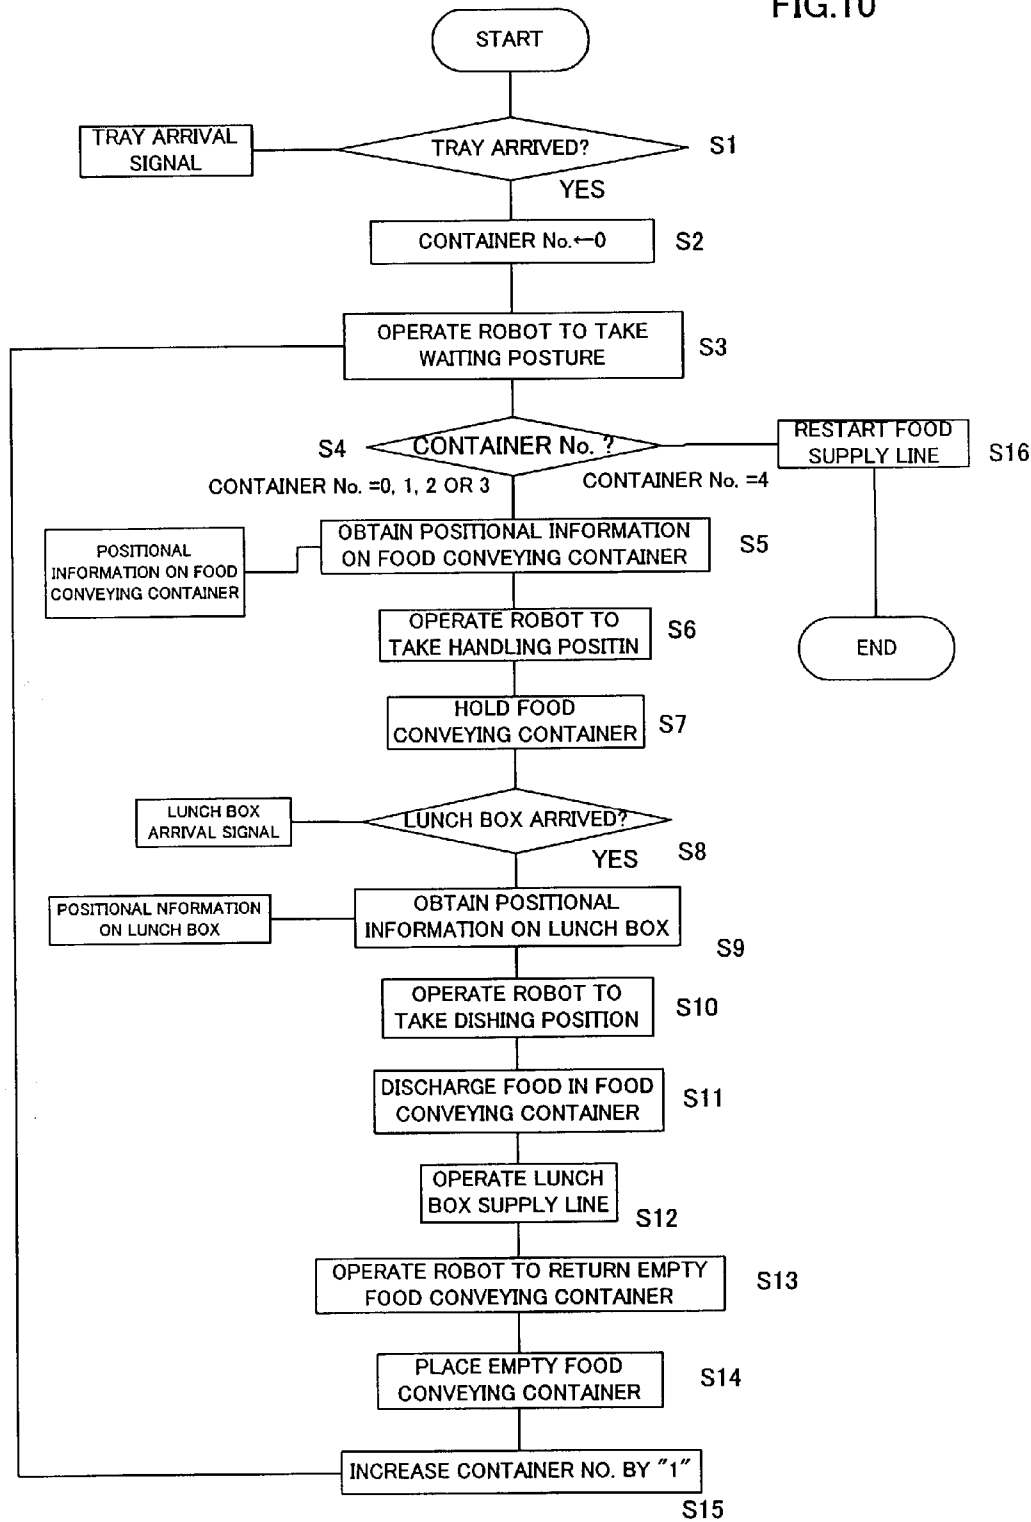 FIG.10
START
TRAY ARRIVAL
SIGNAL
TRAY ARRIVED?
S1
YES
CONTAINER No.←0
S2
OPERATE ROBOT TO TAKE
WAITING POSTURE
S3
S4
CONTAINER No. ?
RESTART FOOD
SUPPLY LINE
S16
CONTAINER No. =0, 1, 2 OR 3
CONTAINER No. =4
OBTAIN POSITIONAL INFORMATION
ON FOOD CONVEYING CONTAINER
S5
POSITIONAL
INFORMATION ON FOOD
CONVEYING CONTAINER
OPERATE ROBOT TO
TAKE HANDLING POSITIN
S6
END
HOLD FOOD
CONVEYING CONTAINER
S7
LUNCH BOX
ARRIVAL SIGNAL
LUNCH BOX ARRIVED?
S8
YES
POSITIONAL NFORMATION
ON LUNCH BOX
OBTAIN POSITIONAL
INFORMATION ON LUNCH BOX
S9
OPERATE ROBOT TO
TAKE DISHING POSITION
S10
DISCHARGE FOOD IN FOOD
CONVEYING CONTAINER
S11
OPERATE LUNCH
BOX SUPPLY LINE
S12
OPERATE ROBOT TO RETURN EMPTY
FOOD CONVEYING CONTAINER
S13
PLACE EMPTY FOOD
CONVEYING CONTAINER
S14
INCREASE CONTAINER NO. BY "1"
S15